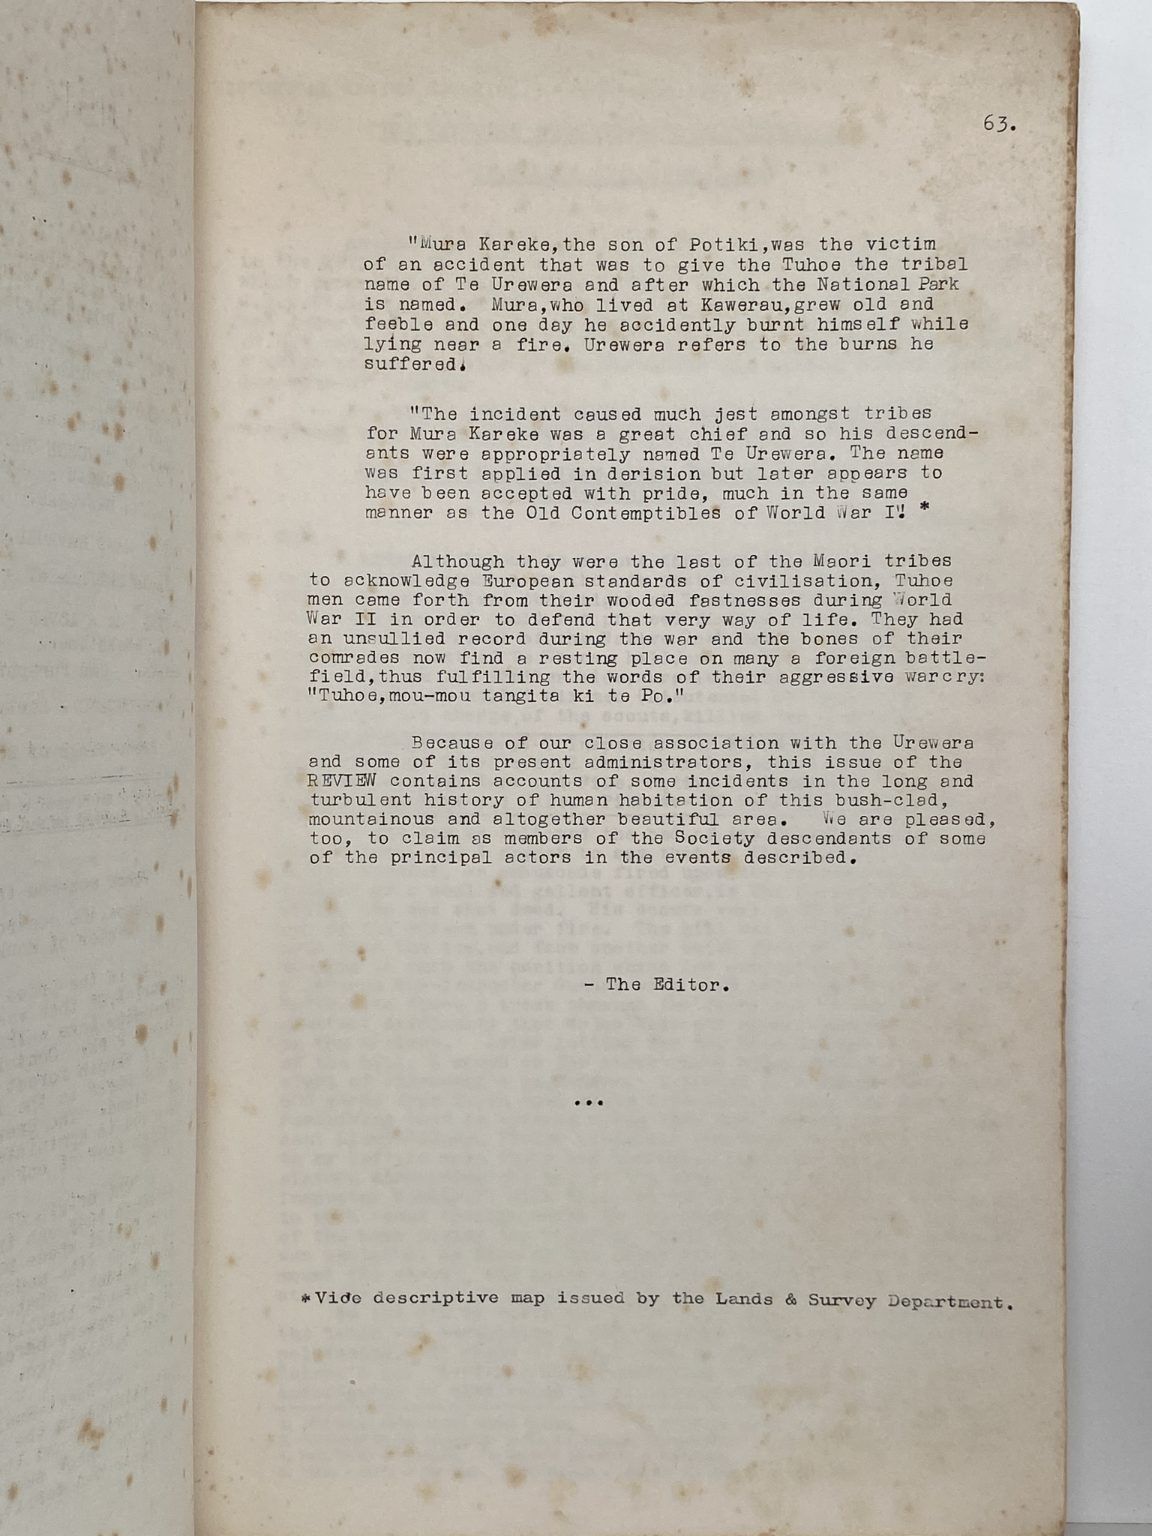 63.
"Mura Kareke,the son of Potiki,was the victim
of an accident that was to give the Tuhoe the tribal
name of Te Urewera and after which the National Park
is named. Mura,who lived at Kawerau,grew old and
feeble and one day he accidently burnt himself while
lying near a fire. Urewera refers to the burns he
suffered.
"The incident caused much jest amongst tribes
for Mura Kareke was a great chief and so his descend-
ants were appropriately named Te Urewera. The name
was first applied in derision but later appears to
have been accepted with pride, much in the same
manner as the Old Contemptibles of World War I". *
Although they were the last of the Maori tribes
to acknowledge European standards of civilisation, Tuhoe
men came forth from their wooded fastnesses during World
War II in order to defend that very way of life. They had
an unsullied record during the war and the bones of their
comrades now find a resting place on many a foreign battle-
field,thus fulfilling the words of their aggressive warcry:
"Tuhoe,mou-mou tangita ki te Po."
Because of our close association with the Urewera
and some of its present administrators, this issue of the
REVIEW contains accounts of some incidents in the long and
turbulent history of human habitation of this bush-clad,
mountainous and altogether beautiful area. We are pleased,
too, to claim as members of the Society descendants of some
of the principal actors in the events described.
- The Editor.
...
*Vide descriptive map issued by the Lands & Survey Department.